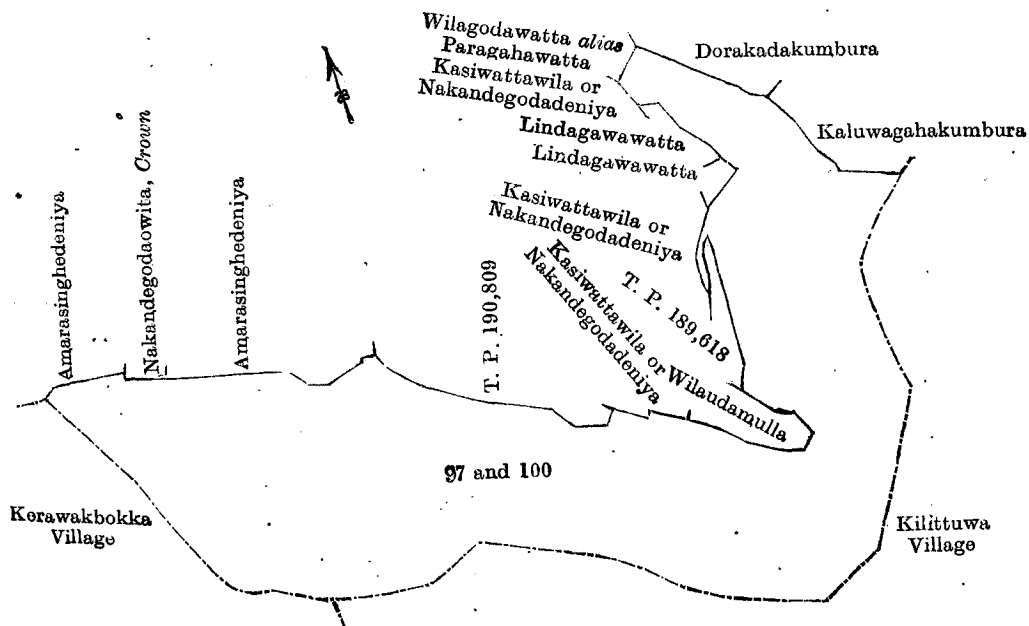 Wilagodawatta alias
Paragahawatta
Kasiwattawila or
Nakandegodadeniya
Lindagawawatta
Lindagawawatta
Dorakadakumbura
Kaluwagahakumbura
Kasiwattawila or
Nakandegodadeniya
T. P. 189,618
Kasiwattawila or Wilaudamulla
Nakandegodadeniya
Amarasinghedeniya
Nakandegodaowita, Crown
Amarasinghedeniya
T. P. 190,809
97 and 100
Kerawakbokka
Village
Kilittuwa
Village